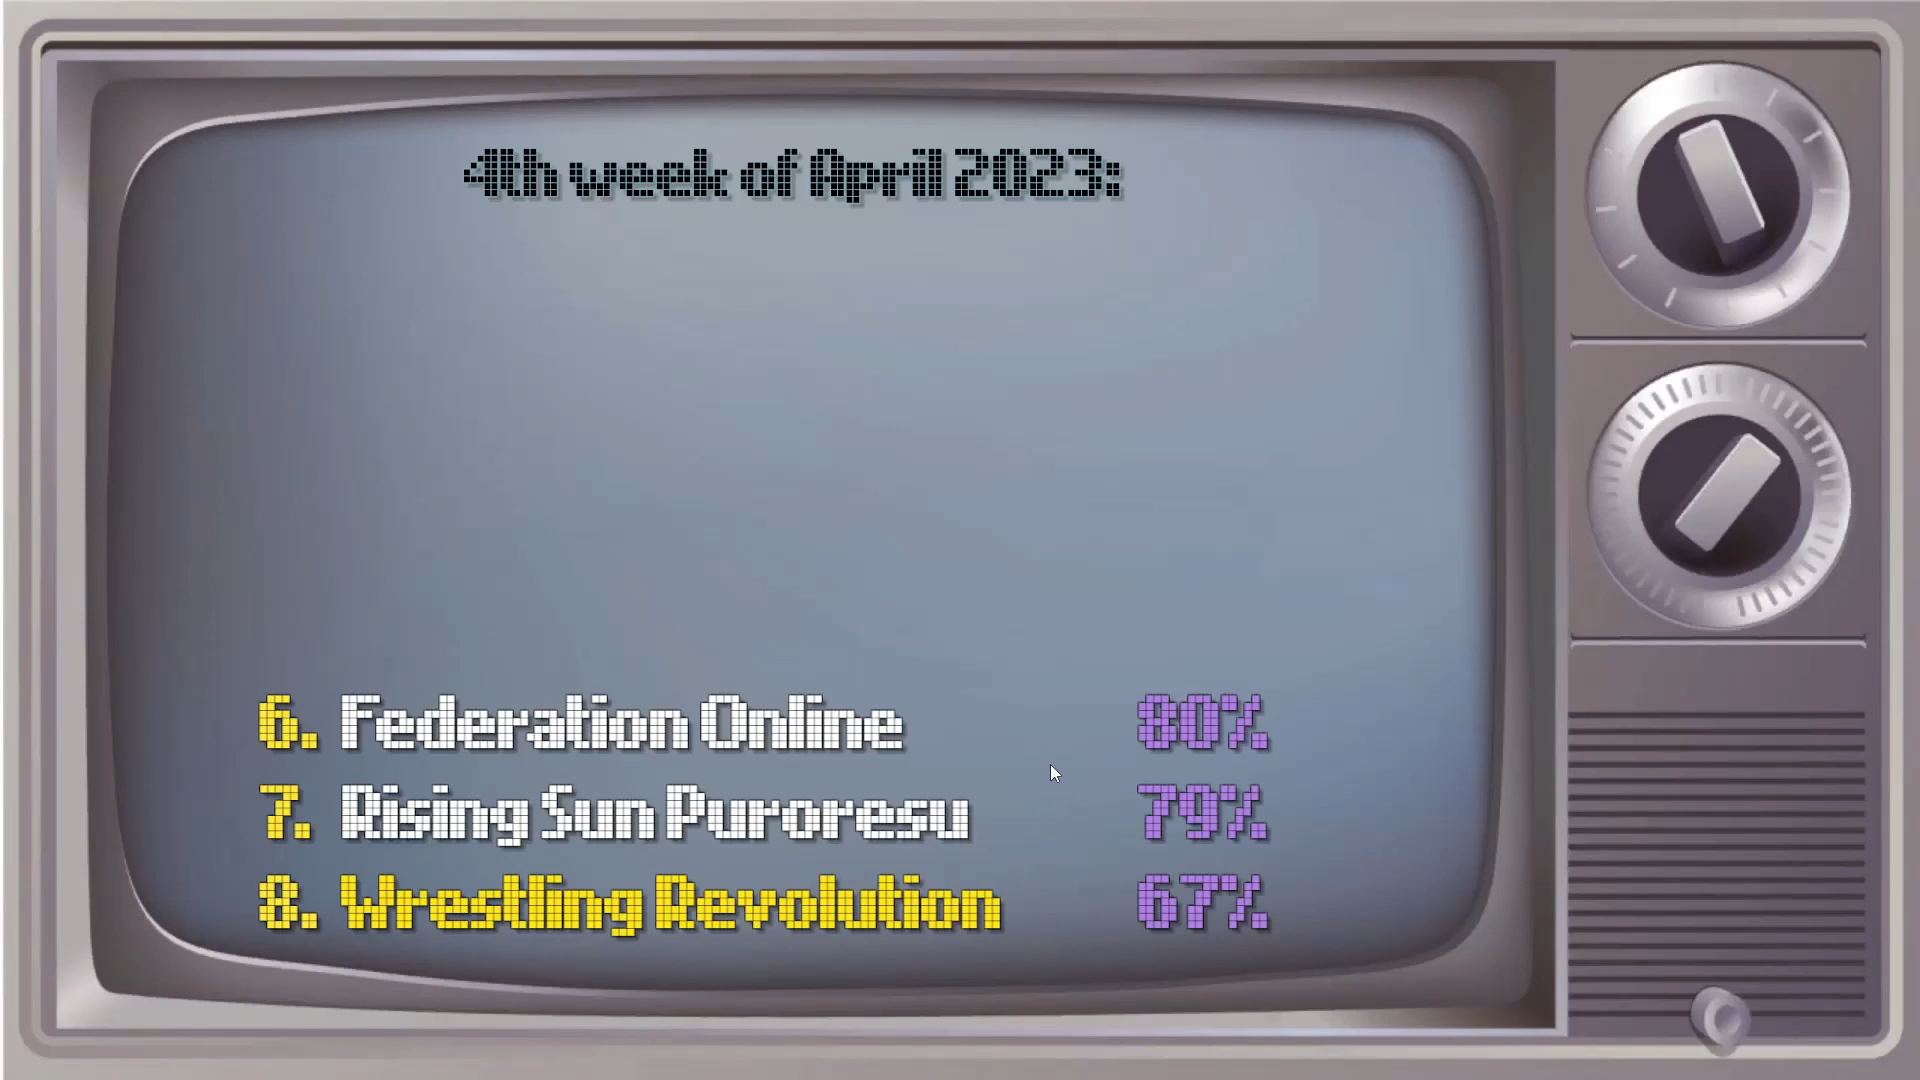 4th week of April 2023:
6. Federation Online 80%
7. Rising Sun Puroresu 79%
8. Wrestling Revolution 67%